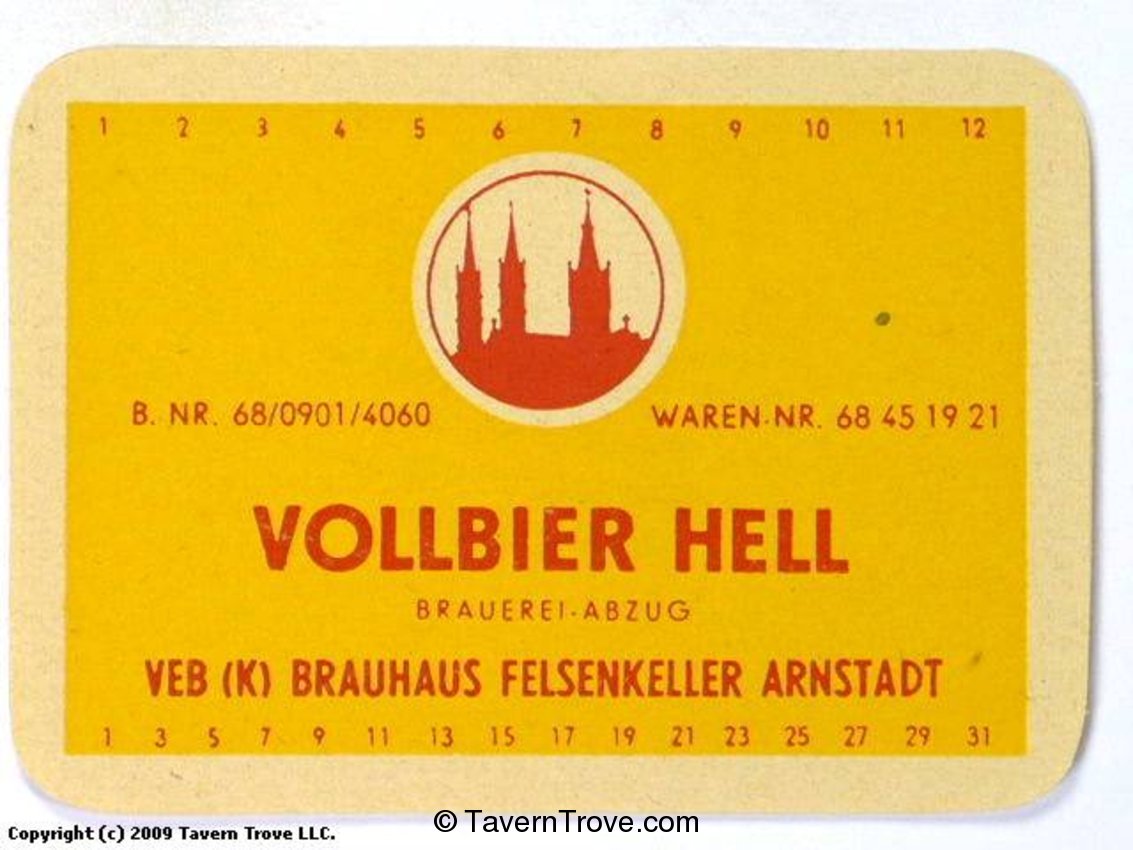 1 2 3 4 5 6 7 8 9 10 11 12
B. NR. 68/0901/4060 WAREN-NR. 68 45 19 21
VOLLBIER HELL
BRAUEREI-ABZUG
VEB (K) BRAUHAUS FELSENKELLER ARNSTADT
1 3 5 7 9 11 13 15 17 19 21 23 25 27 29 31
© TavernTrove.com
Copyright (c) 2009 Tavern Trove LLC.